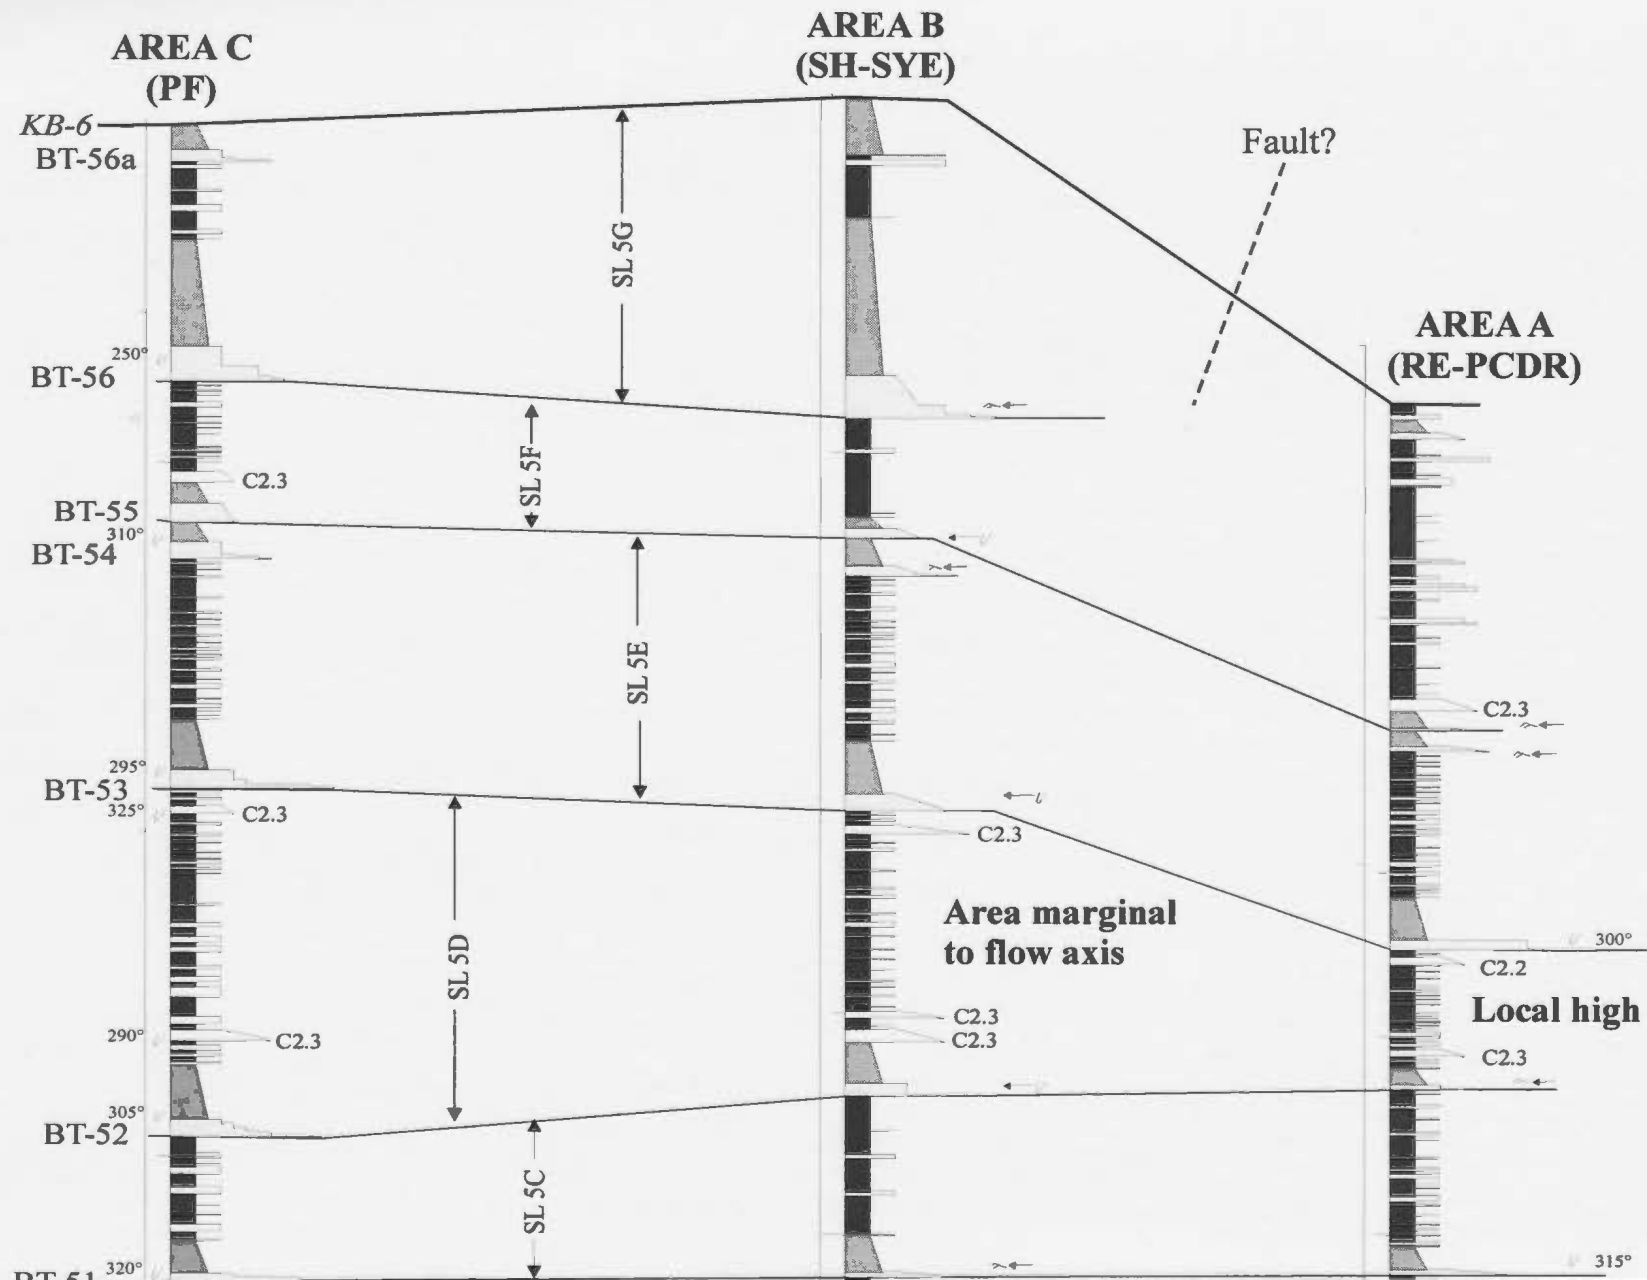 AREA C
(PF)
AREA B
(SH-SYE)
KB-6
BT-56a
Fault?
SL 5G
AREA A
(RE-PCDR)
250°
BT-56
SL 5F
C2.3
BT-55
310°
BT-54
SL 5E
C2.3
295°
BT-53
325°
C2.3
C2.3
Area marginal
to flow axis
300°
C2.2
SL 5D
Local high
C2.3
C2.3
290°
C2.3
C2.3
305°
BT-52
SL 5C
320°
BT-51
315°